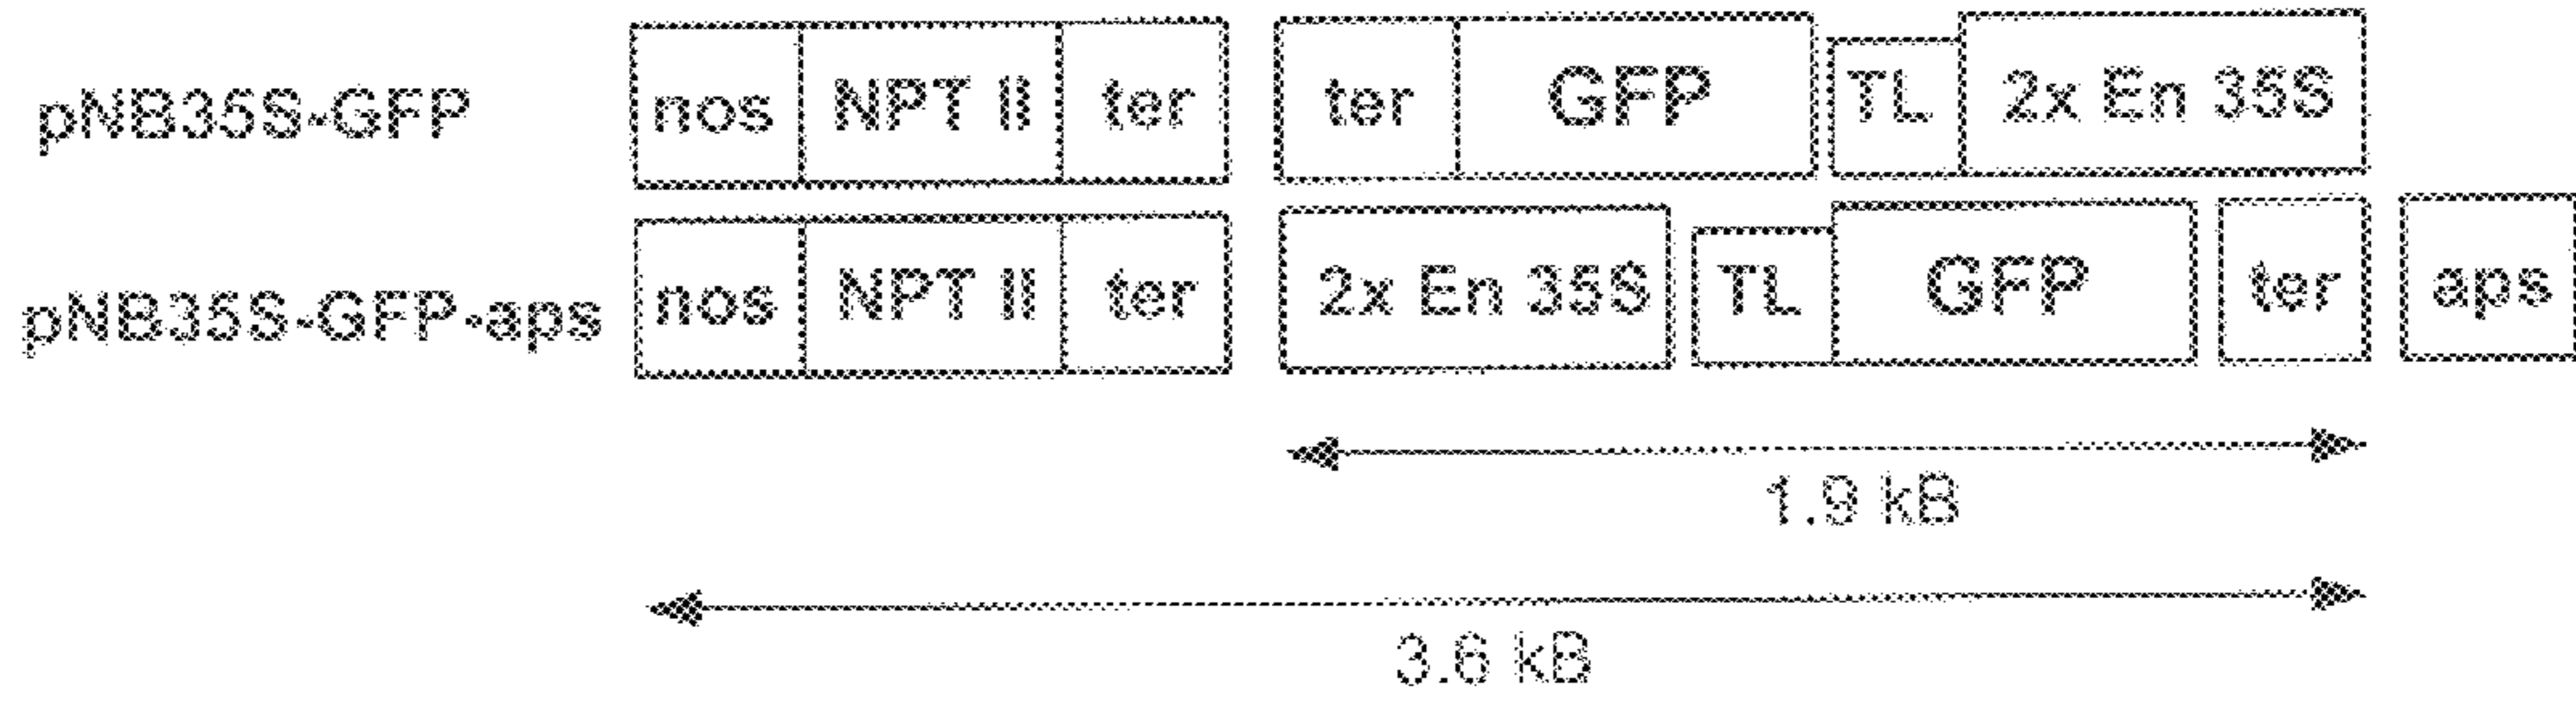 pNB35S-GFP nos NPT II ter ter GFP TL 2x En 35S
pNB35S-GFP-aps nos NPT II ter 2x En 35S TL GFP ter aps
1.9 kB
3.6 kB